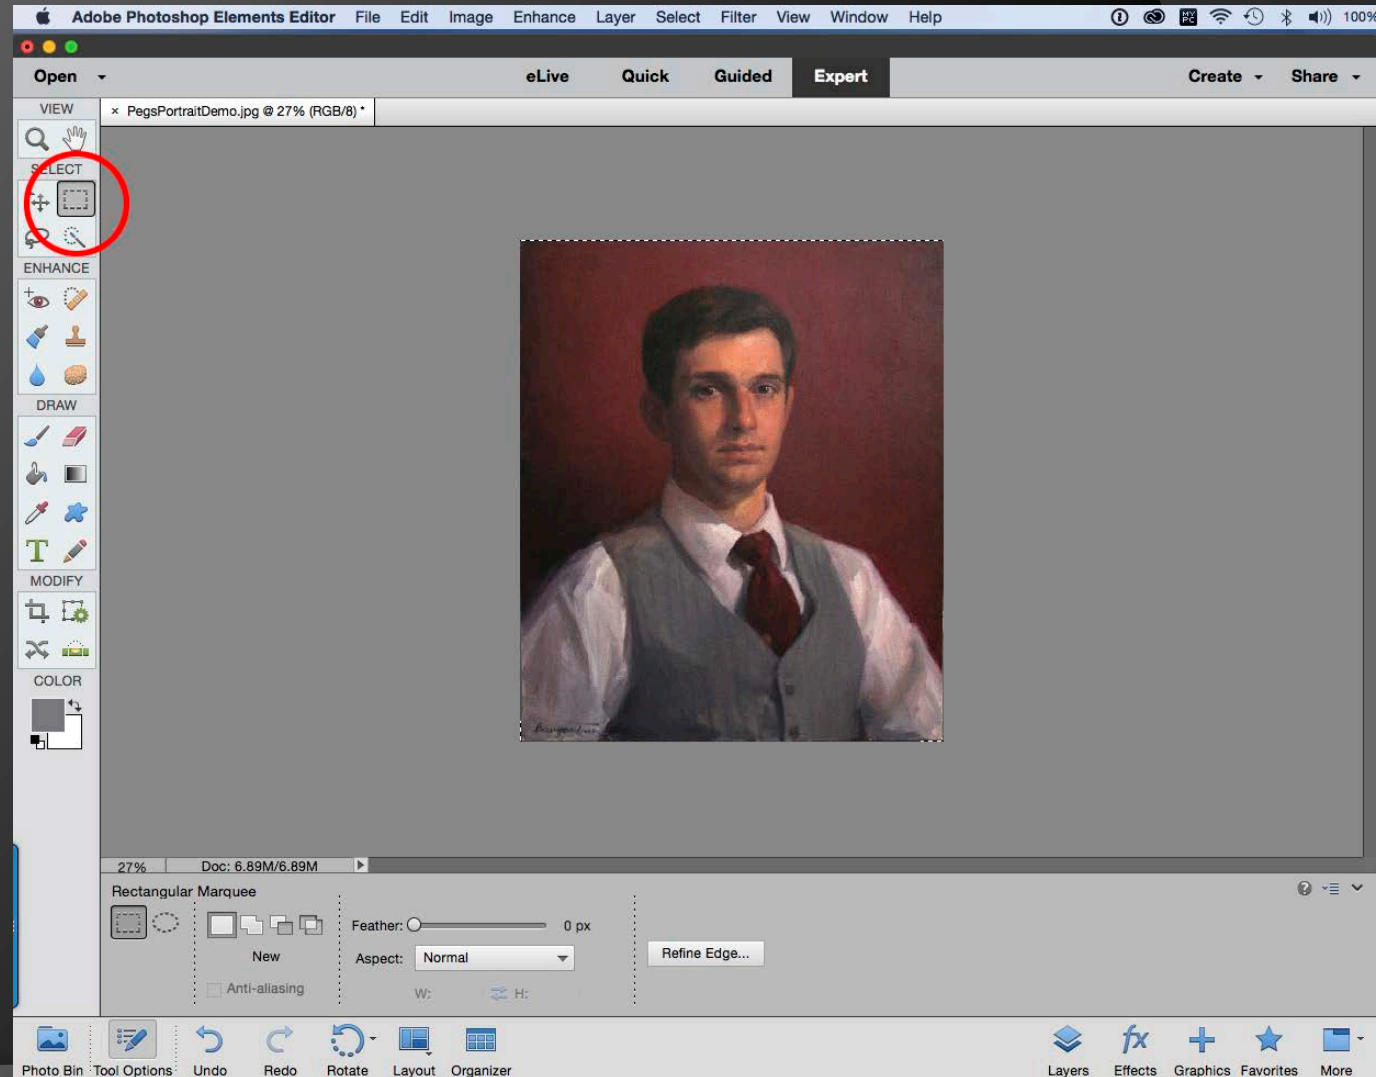 Adobe Photoshop Elements Editor File Edit Image Enhance Layer Select Filter View Window Help MY PC 100%
Open eLive Quick Guided Expert Create Share
VIEW
× PegsPortraitDemo.jpg @ 27% (RGB/8) *
SELECT
ENHANCE
DRAW
T
MODIFY
COLOR
27% Doc: 6.89M/6.89M
Rectangular Marquee
Feather: 0 px
New
Aspect: Normal
Refine Edge...
Anti-aliasing
W: H:
fx
Photo Bin Tool Options Undo Redo Rotate Layout Organizer Layers Effects Graphics Favorites More